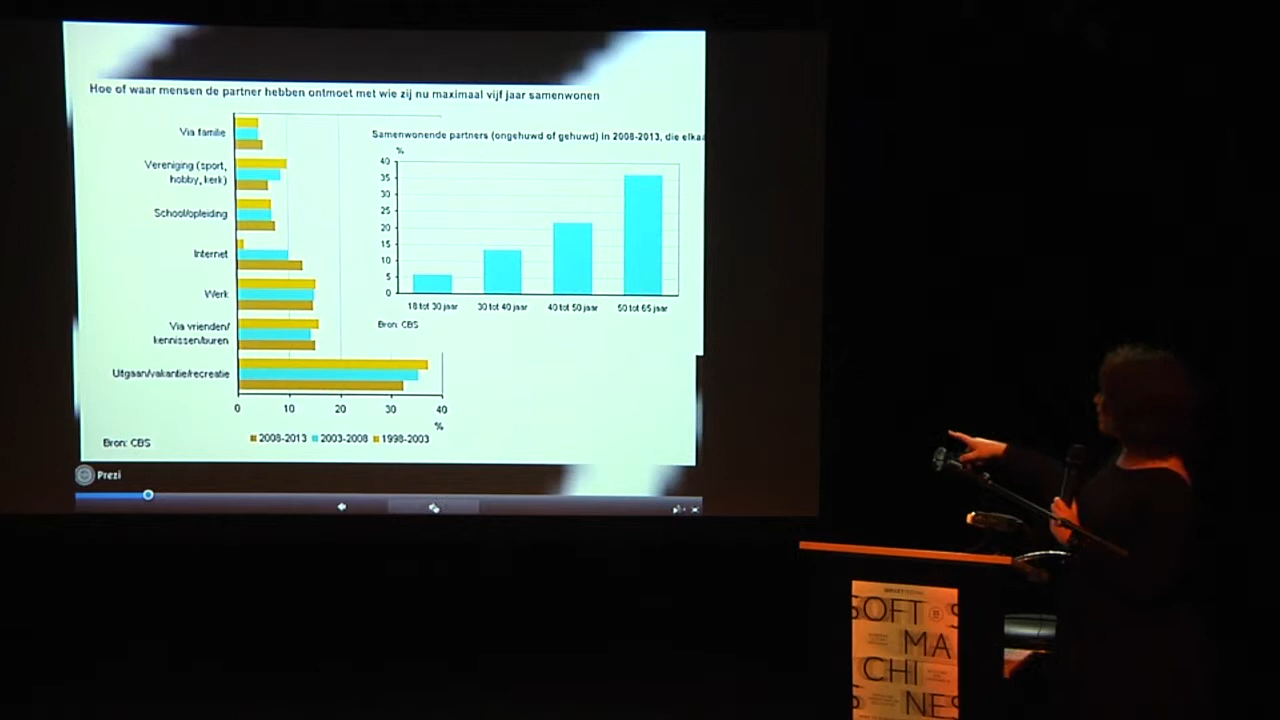 Hoe of waar mensen de partner hebben ontmoet met wie zij nu maximaal vijf jaar samenwonen
Via familie
Vereniging (sport,
hobby, kerk)
School/opleiding
Internet
Werk
Via vrienden/
kennissen/buren
Uitgaan/vakantie/recreatie
0 10 20 30 40
%
2008-2013 2003-2008 1998-2003
Bron: CBS
Samenwonende partners (ongehuwd of gehuwd) in 2008-2013, die elka
%
40
35
30
25
20
15
10
5
0
18 tot 30 jaar 30 tot 40 jaar 40 tot 50 jaar 50 tot 65 jaar
Bron: CBS
Prezi
SOFT S
MA
CHI
S NES